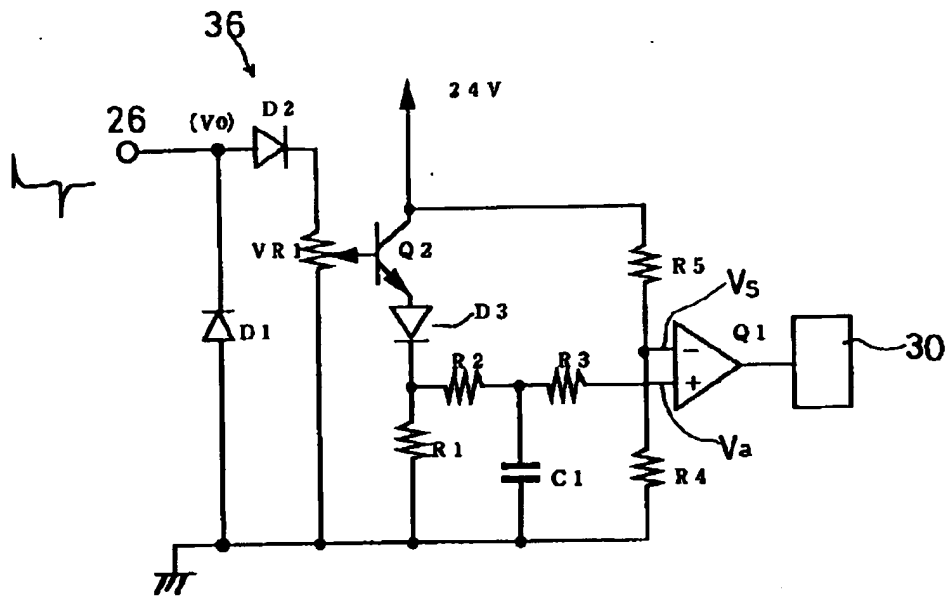 36
26
(Vo)
D2
24V
VR1
Q2
R5
Vs
D1
D3
Q1
30
R2
R3
−
+
R1
C1
R4
Va